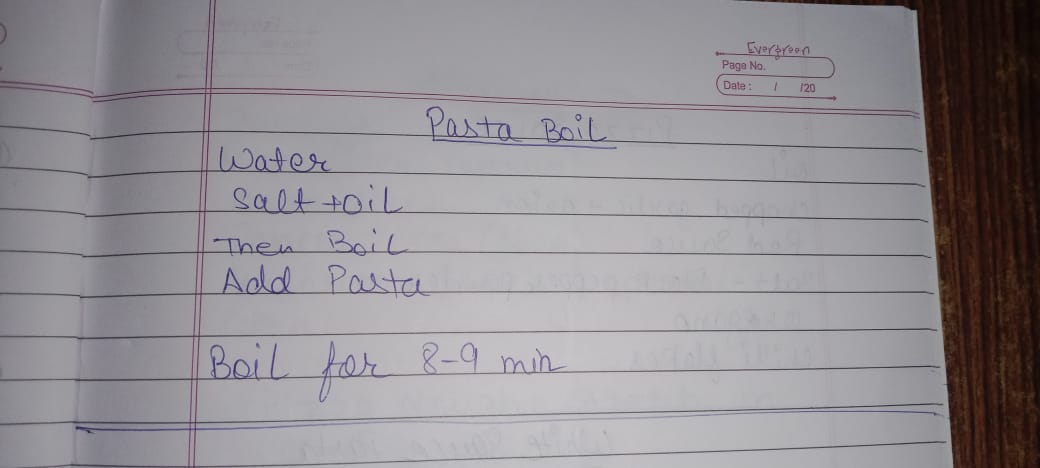 Evergreen
Page No.
Date : / /20
Pasta Boil
Water
Salt + oil
Then Boil
Add Pasta
Boil for 8-9 min